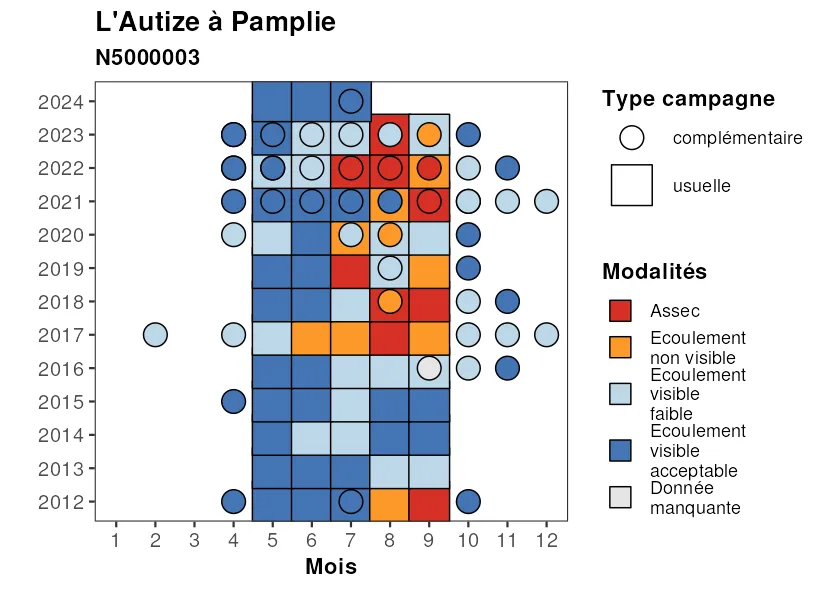 L'Autize à Pamplie
N5000003
2024
2023
2022
2021
2020
2019
2018
2017
2016
2015
2014
2013
2012
1 2 3 4 5 6 7 8 9 10 11 12
Mois
Type campagne
complémentaire
usuelle
Modalités
Assec
Ecoulement
non visible
Ecoulement
visible
faible
Ecoulement
visible
acceptable
Donnée
manquante